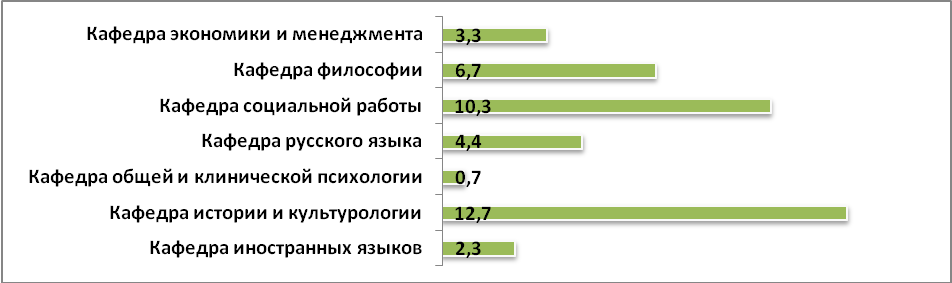 Кафедра экономики и менеджмента 3,3
Кафедра философии 6,7
Кафедра социальной работы 10,3
Кафедра русского языка 4,4
Кафедра общей и клинической психологии 0,7
Кафедра истории и культурологии 12,7
Кафедра иностранных языков 2,3